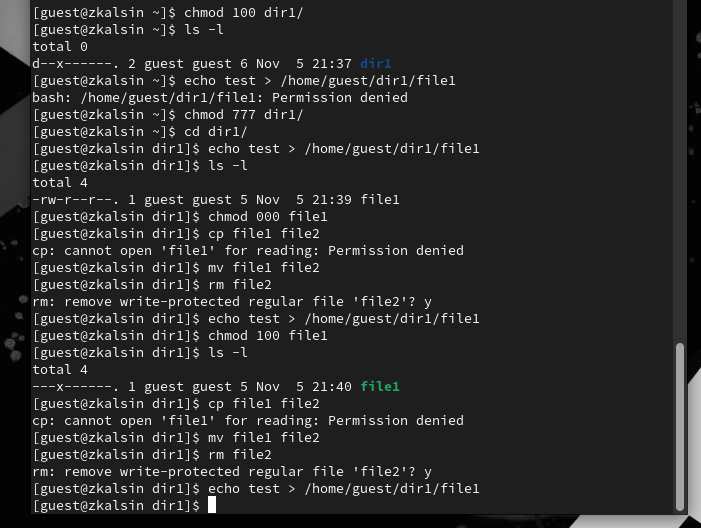 [guest@zkalsin ~]$ chmod 100 dir1/
[guest@zkalsin ~]$ ls -l
total 0
d--x------. 2 guest guest 6 Nov  5 21:37 dir1
[guest@zkalsin ~]$ echo test > /home/guest/dir1/file1
bash: /home/guest/dir1/file1: Permission denied
[guest@zkalsin ~]$ chmod 777 dir1/
[guest@zkalsin ~]$ cd dir1/
[guest@zkalsin dir1]$ echo test > /home/guest/dir1/file1
[guest@zkalsin dir1]$ ls -l
total 4
-rw-r--r--. 1 guest guest 5 Nov  5 21:39 file1
[guest@zkalsin dir1]$ chmod 000 file1
[guest@zkalsin dir1]$ cp file1 file2
cp: cannot open 'file1' for reading: Permission denied
[guest@zkalsin dir1]$ mv file1 file2
[guest@zkalsin dir1]$ rm file2
rm: remove write-protected regular file 'file2'? y
[guest@zkalsin dir1]$ echo test > /home/guest/dir1/file1
[guest@zkalsin dir1]$ chmod 100 file1
[guest@zkalsin dir1]$ ls -l
total 4
---x------. 1 guest guest 5 Nov  5 21:40 file1
[guest@zkalsin dir1]$ cp file1 file2
cp: cannot open 'file1' for reading: Permission denied
[guest@zkalsin dir1]$ mv file1 file2
[guest@zkalsin dir1]$ rm file2
rm: remove write-protected regular file 'file2'? y
[guest@zkalsin dir1]$ echo test > /home/guest/dir1/file1
[guest@zkalsin dir1]$